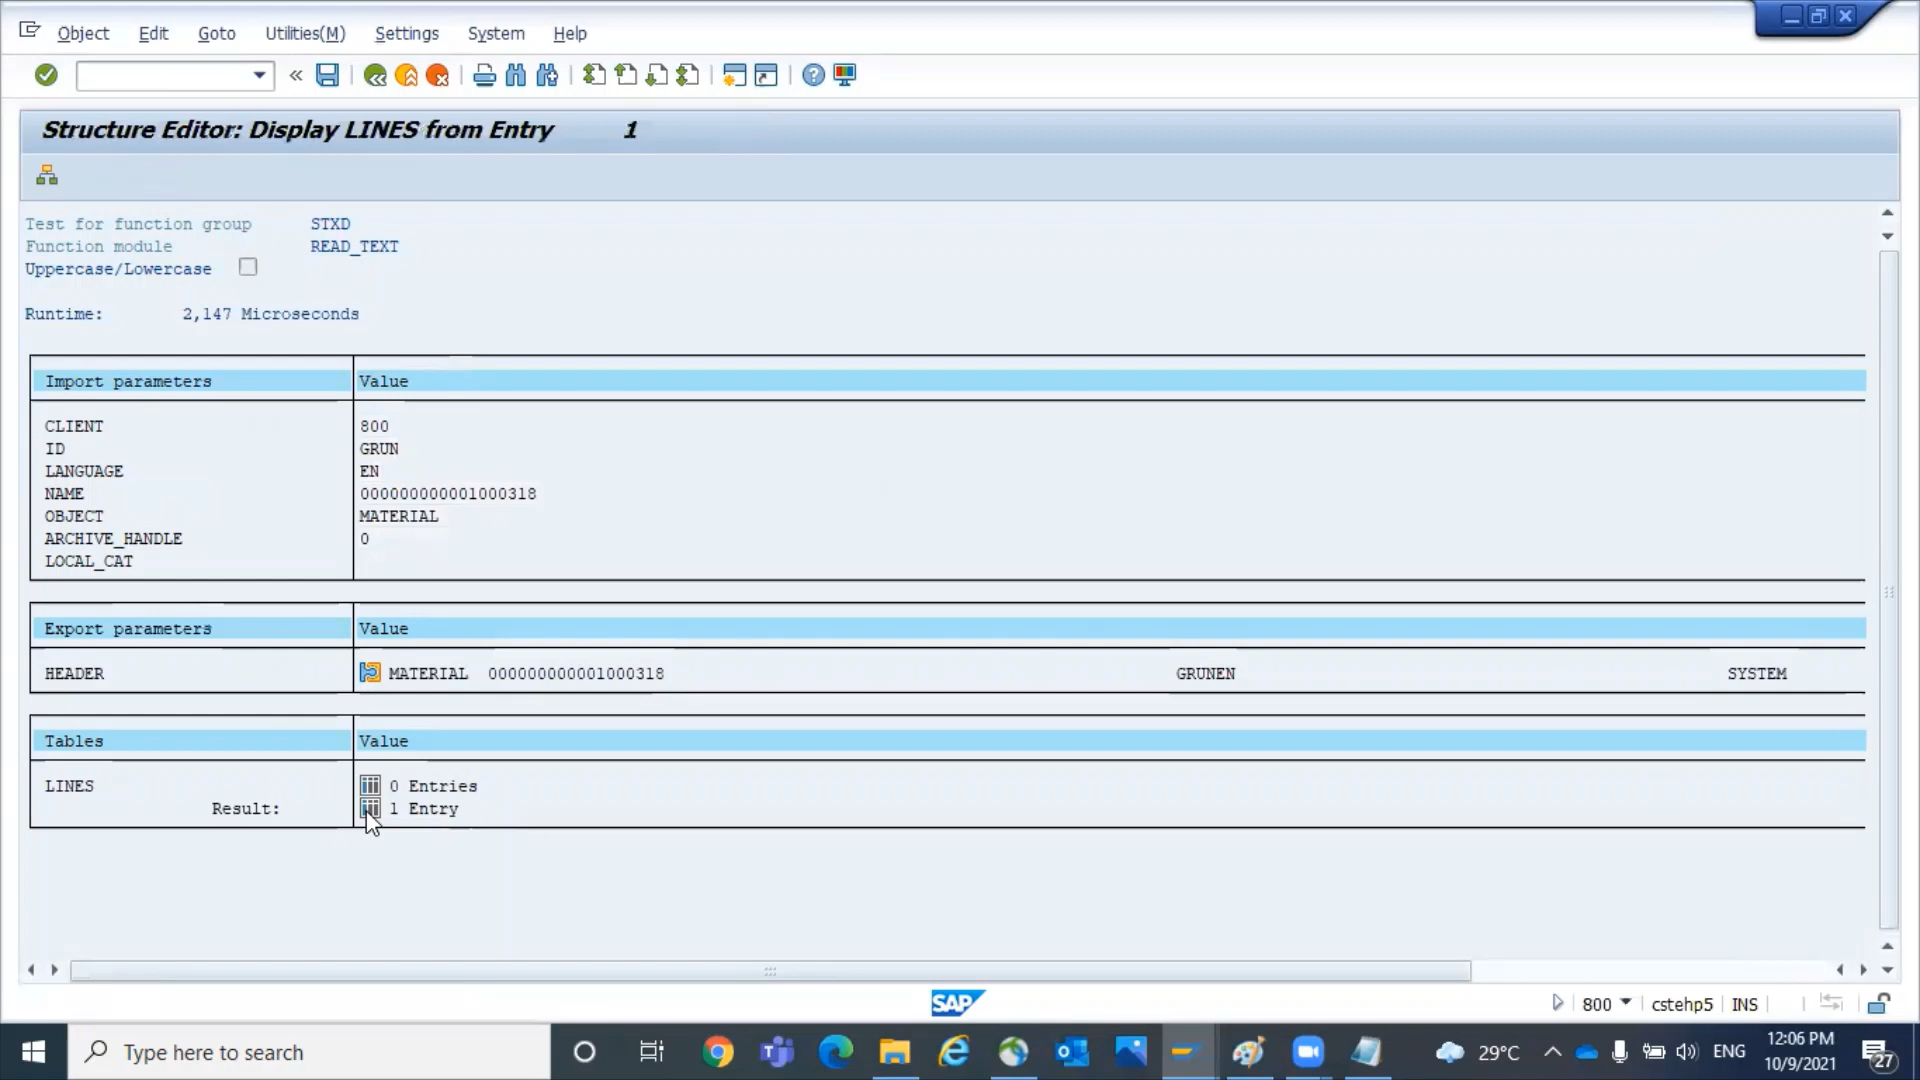 Object Edit Goto Utilities(M) Settings System Help
Structure Editor: Display LINES from Entry 1
Test for function group STXD
Function module READ_TEXT
Uppercase/Lowercase
Runtime: 2,147 Microseconds
Import parameters Value
CLIENT 800
ID GRUN
LANGUAGE EN
NAME 000000000001000318
OBJECT MATERIAL
ARCHIVE_HANDLE 0
LOCAL_CAT
Export parameters Value
HEADER MATERIAL 000000000001000318 GRUNEN SYSTEM
Tables Value
LINES 0 Entries
Result: 1 Entry
SAP
800 cstehp5 INS
Type here to search
29°C ENG
12:06 PM
10/9/2021
27